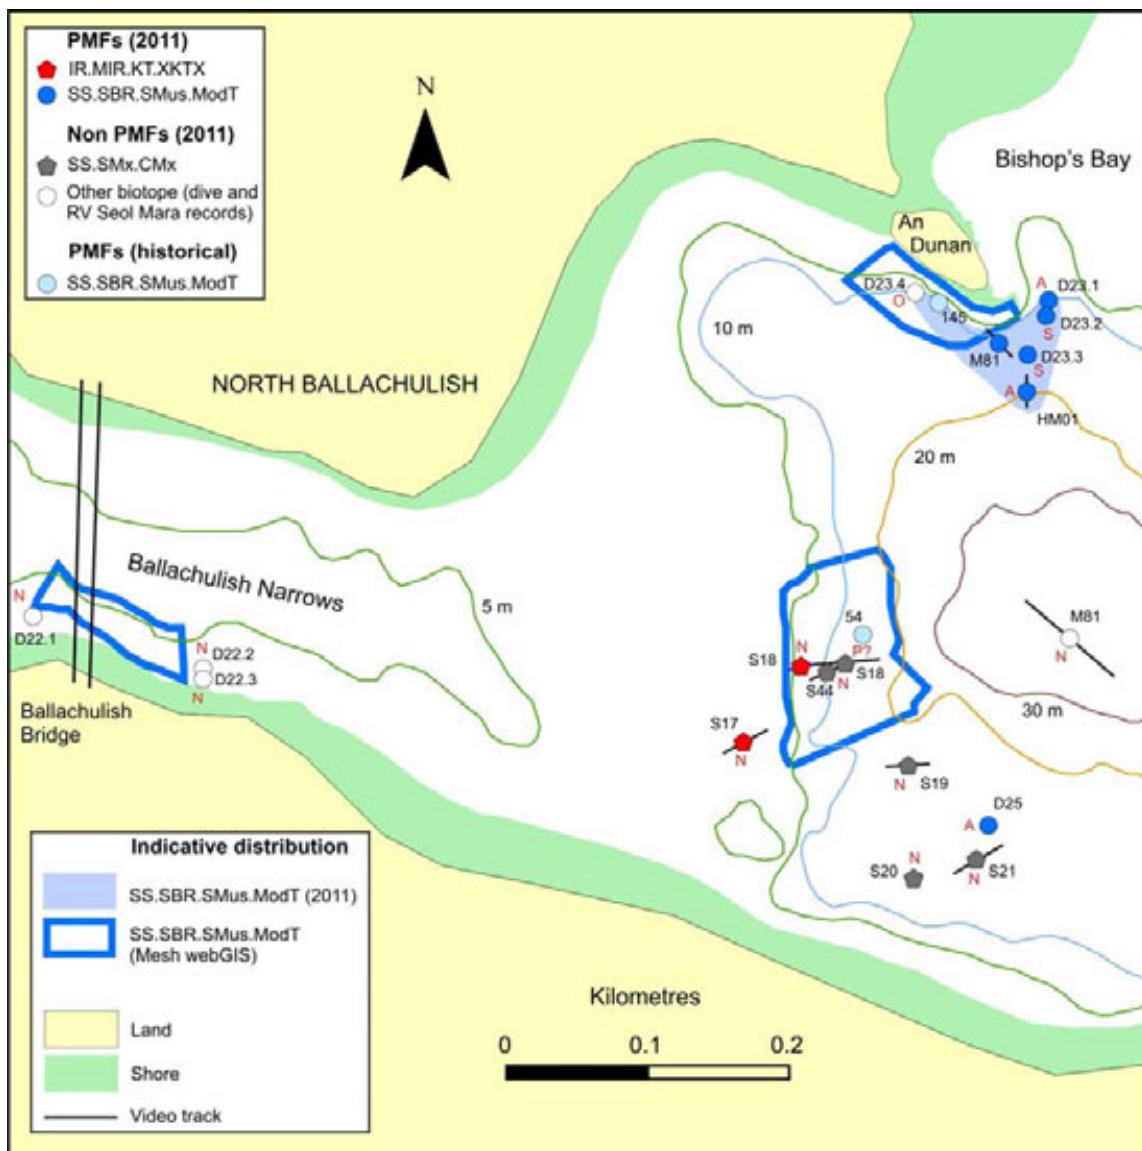 PMFs (2011)
IR.MIR.KT.XKTX
SS.SBR.SMus.ModT
Non PMFs (2011)
SS.SMx.CMx
Other biotope (dive and
RV Seol Mara records)
PMFs (historical)
SS.SBR.SMus.ModT
N
Bishop's Bay
An
Dunan
D23.4
O
145
A
D23.1
D23.2
S
M81
D23.3
S
A
HM01
10 m
NORTH BALLACHULISH
20 m
Ballachulish Narrows
5 m
N
D22.1
N
D22.2
D22.3
N
Ballachulish
Bridge
54
P?
N
S18
S18
S44
N
M81
N
30 m
S17
N
N
S19
D25
A
N
S20
S21
N
Kilometres
0
0.1
0.2
Indicative distribution
SS.SBR.SMus.ModT (2011)
SS.SBR.SMus.ModT
(Mesh webGIS)
Land
Shore
Video track